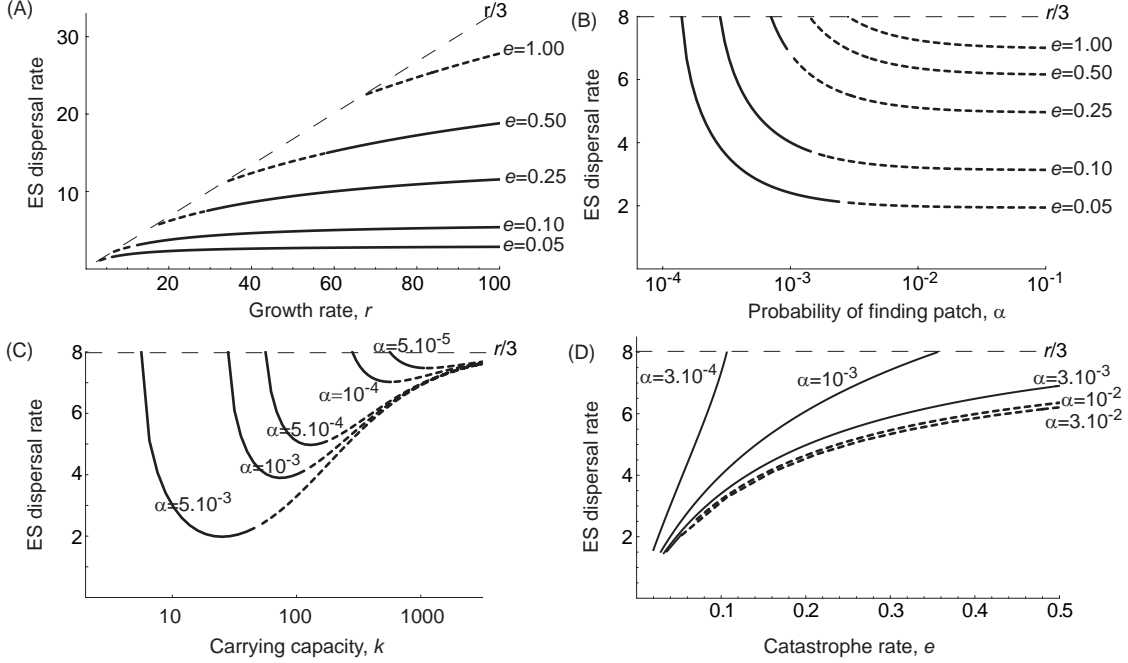 (A)
r/3
30
20
10
e=1.00
e=0.50
e=0.25
e=0.10
e=0.05
ES dispersal rate
20 40 60 80 100
Growth rate, r
(B)
8
6
4
2
r/3
e=1.00
e=0.50
e=0.25
e=0.10
e=0.05
ES dispersal rate
10-4 10-3 10-2 10-1
Probability of finding patch, α
(C)
8
6
4
2
r/3
α=5.10-5
α=10-4
α=5.10-4
α=10-3
α=5.10-3
ES dispersal rate
10 100 1000
Carrying capacity, k
(D)
8
6
4
2
r/3
α=3.10-4
α=10-3
α=3.10-3
α=10-2
α=3.10-2
ES dispersal rate
0.1 0.2 0.3 0.4 0.5
Catastrophe rate, e